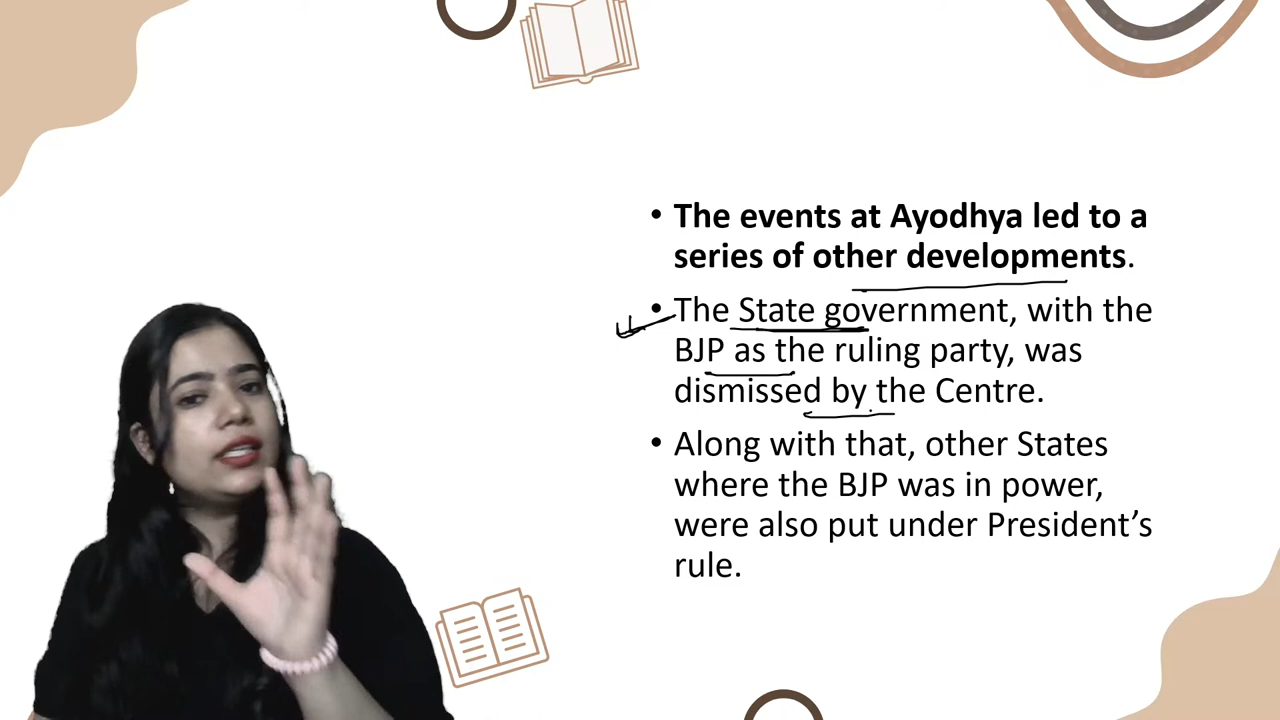 • The events at Ayodhya led to a
series of other developments.
• The State government, with the
BJP as the ruling party, was
dismissed by the Centre.
• Along with that, other States
where the BJP was in power,
were also put under President’s
rule.